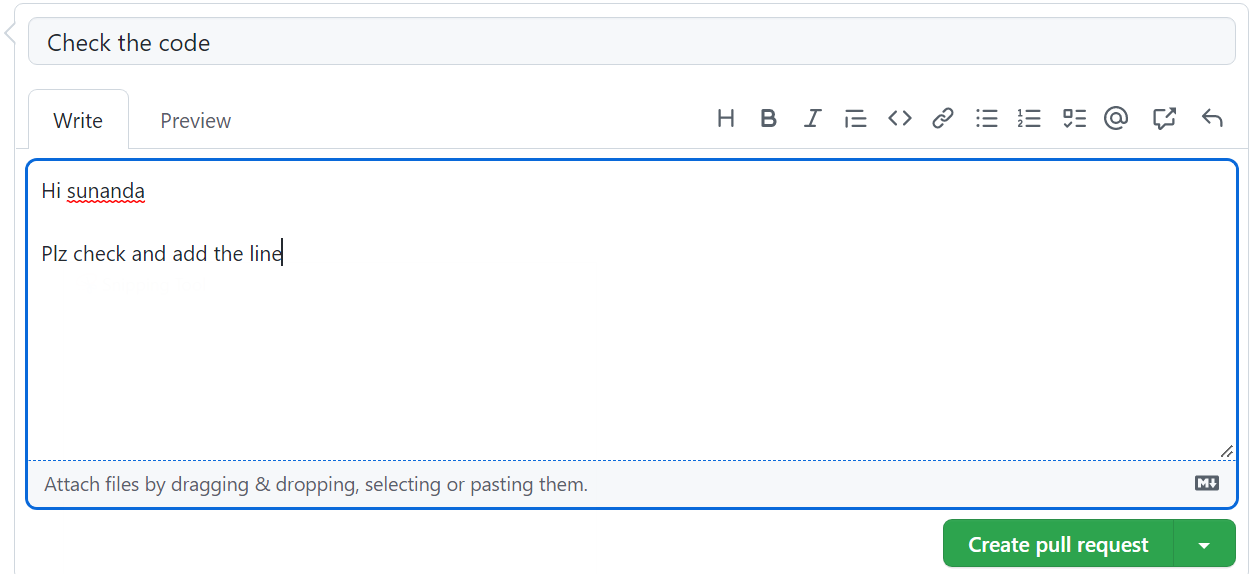 Check the code
Write Preview
Hi sunanda
Plz check and add the line
Attach files by dragging & dropping, selecting or pasting them.
Create pull request